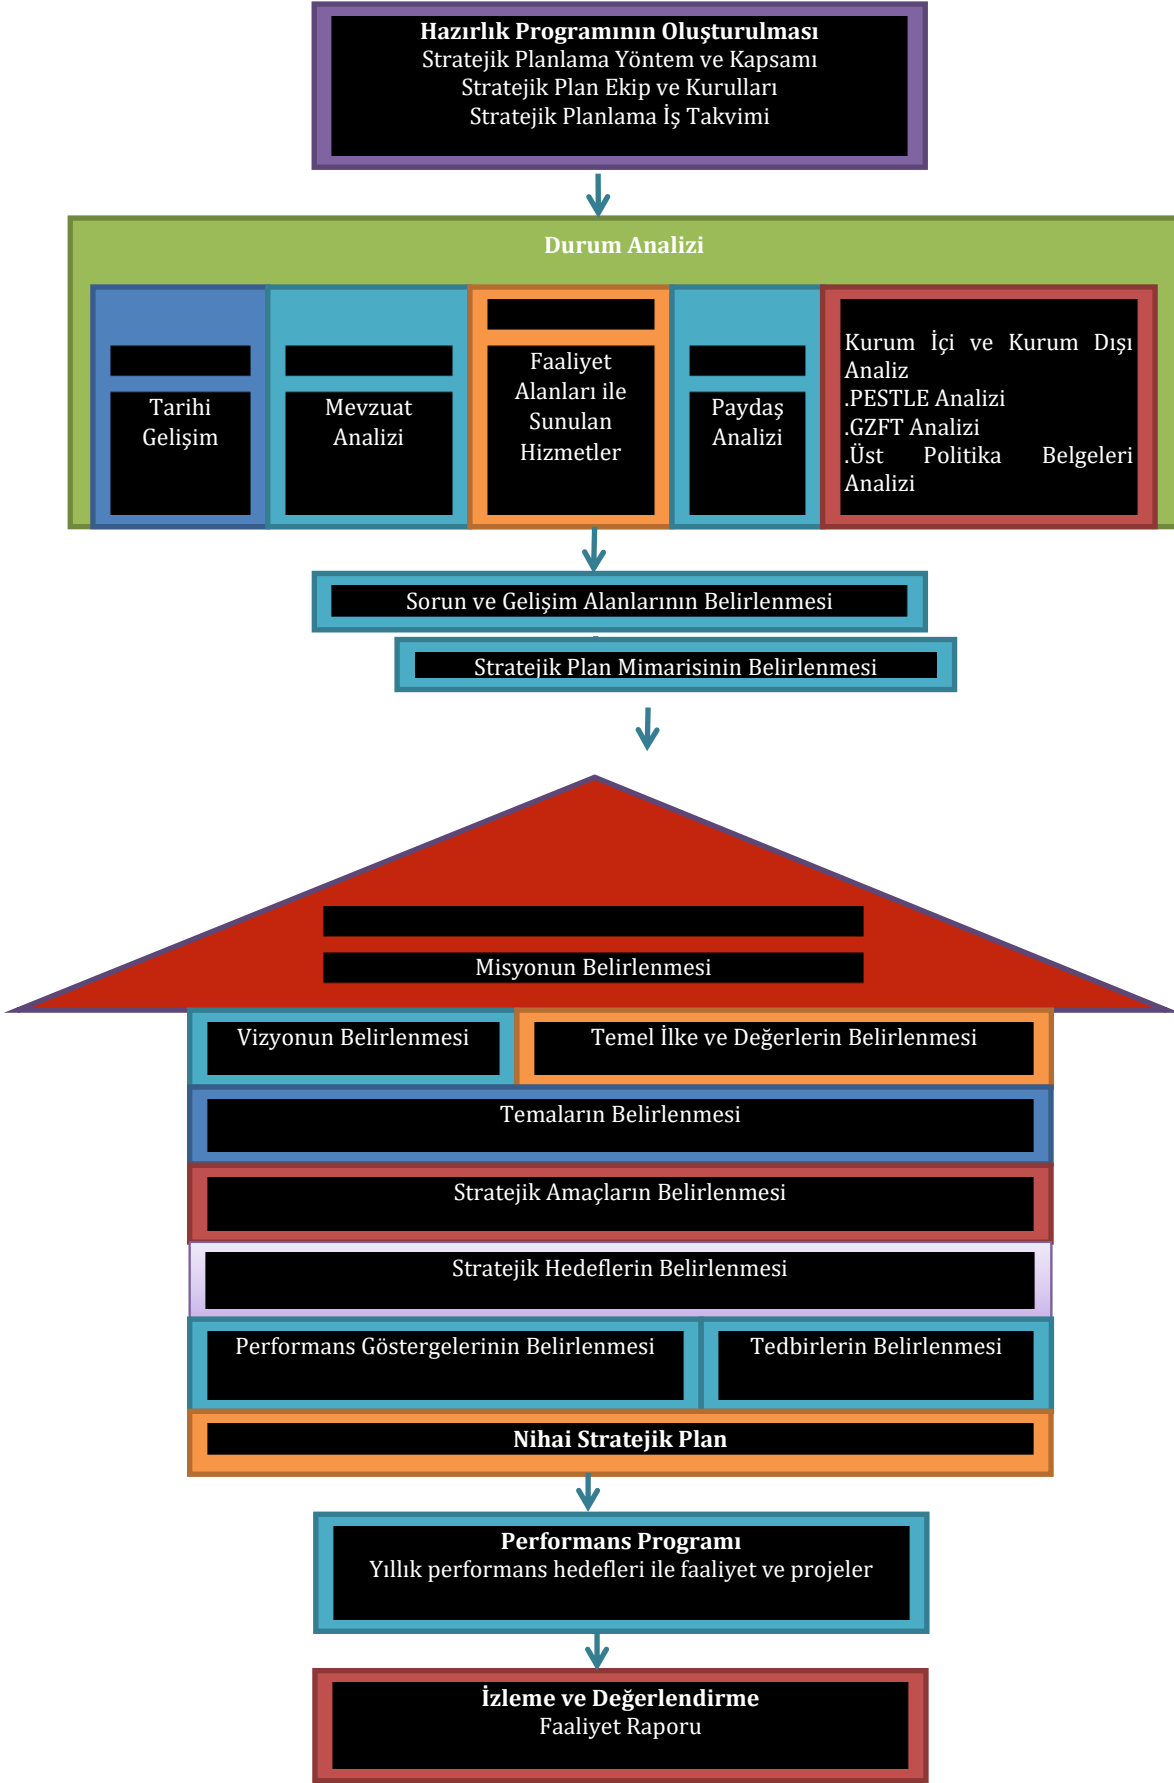 Hazırlık Programının Oluşturulması
Stratejik Planlama Yöntem ve Kapsamı
Stratejik Plan Ekip ve Kurulları
Stratejik Planlama İş Takvimi
Durum Analizi
Tarihi
Gelişim
Mevzuat
Analizi
Faaliyet
Alanları ile
Sunulan
Hizmetler
Paydaş
Analizi
Kurum İçi ve Kurum Dışı
Analiz
.PESTLE Analizi
.GZFT Analizi
.Üst Politika Belgeleri
Analizi
Sorun ve Gelişim Alanlarının Belirlenmesi
Stratejik Plan Mimarisinin Belirlenmesi
Misyonun Belirlenmesi
Vizyonun Belirlenmesi
Temel İlke ve Değerlerin Belirlenmesi
Temaların Belirlenmesi
Stratejik Amaçların Belirlenmesi
Stratejik Hedeflerin Belirlenmesi
Performans Göstergelerinin Belirlenmesi
Tedbirlerin Belirlenmesi
Nihai Stratejik Plan
Performans Programı
Yıllık performans hedefleri ile faaliyet ve projeler
İzleme ve Değerlendirme
Faaliyet Raporu